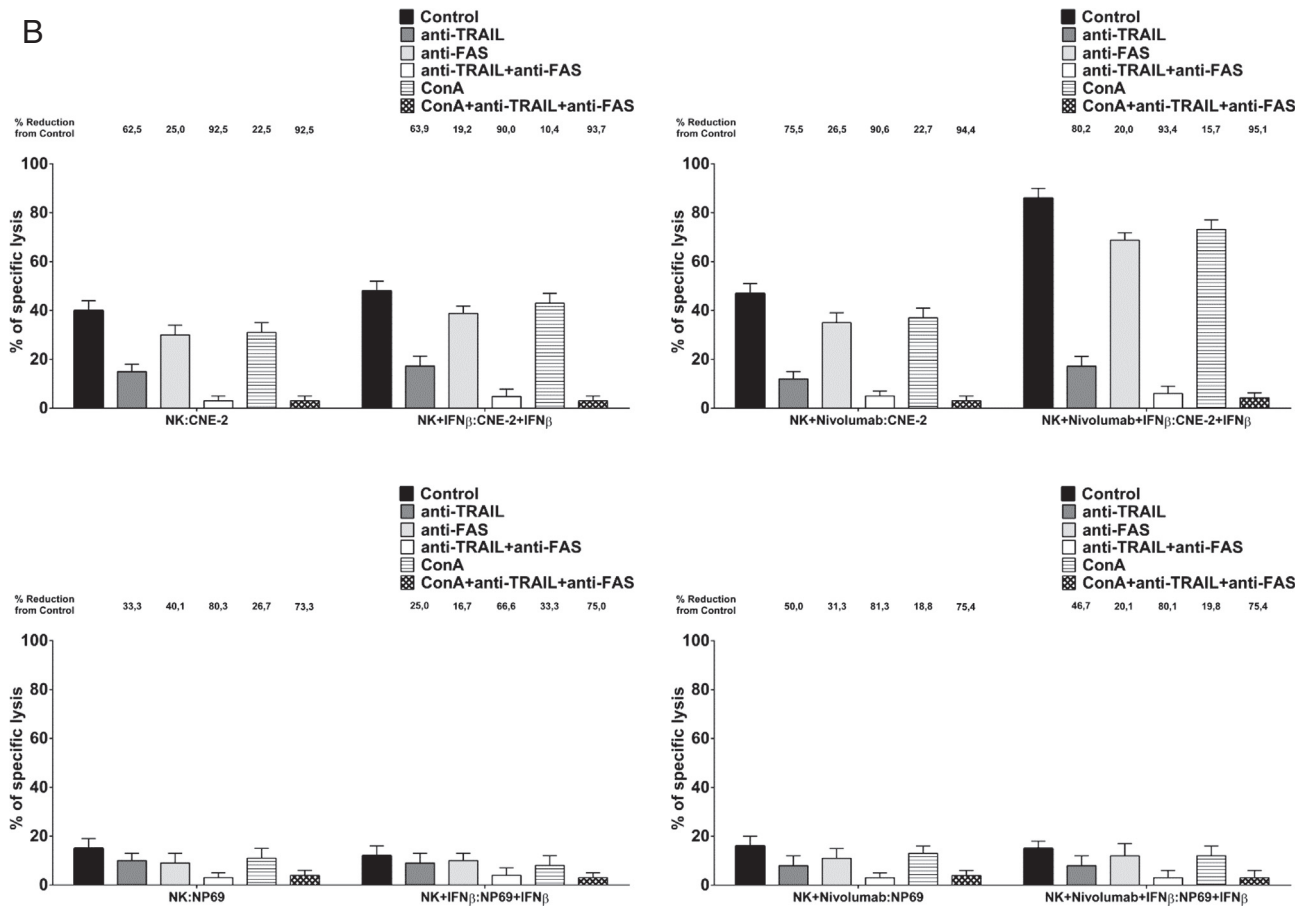 B
Control
anti-TRAIL
anti-FAS
anti-TRAIL+anti-FAS
ConA
ConA+anti-TRAIL+anti-FAS
% Reduction
from Control
62,5 25,0 92,5 22,5 92,5 63,9 19,2 90,0 10,4 93,7
% of specific lysis
100
80
60
40
20
0
NK:CNE-2 NK+IFNβ:CNE-2+IFNβ
Control
anti-TRAIL
anti-FAS
anti-TRAIL+anti-FAS
ConA
ConA+anti-TRAIL+anti-FAS
% Reduction
from Control
75,5 26,5 90,6 22,7 94,4 80,2 20,0 93,4 15,7 95,1
% of specific lysis
100
80
60
40
20
0
NK+Nivolumab:CNE-2 NK+Nivolumab+IFNβ:CNE-2+IFNβ
Control
anti-TRAIL
anti-FAS
anti-TRAIL+anti-FAS
ConA
ConA+anti-TRAIL+anti-FAS
% Reduction
from Control
33,3 40,1 80,3 26,7 73,3 25,0 16,7 66,6 33,3 75,0
% of specific lysis
100
80
60
40
20
0
NK:NP69 NK+IFNβ:NP69+IFNβ
Control
anti-TRAIL
anti-FAS
anti-TRAIL+anti-FAS
ConA
ConA+anti-TRAIL+anti-FAS
% Reduction
from Control
50,0 31,3 81,3 18,8 75,4 46,7 20,1 80,1 19,8 75,4
% of specific lysis
100
80
60
40
20
0
NK+Nivolumab:NP69 NK+Nivolumab+IFNβ:NP69+IFNβ